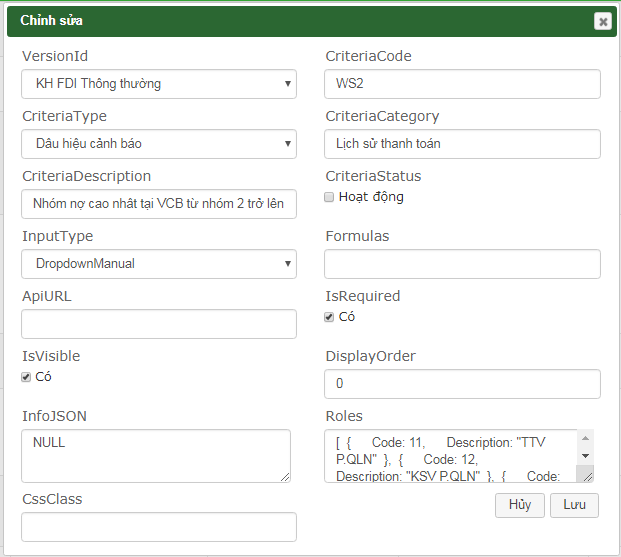 Chỉnh sửa
VersionId
CriteriaCode
KH FDI Thông thường
WS2
CriteriaType
CriteriaCategory
Dấu hiệu cảnh báo
Lịch sử thanh toán
CriteriaDescription
CriteriaStatus
Nhóm nợ cao nhất tại VCB từ nhóm 2 trở lên
Hoạt động
InputType
Formulas
DropdownManual
ApiURL
IsRequired
Có
IsVisible
DisplayOrder
Có
0
InfoJSON
Roles
NULL
[ { Code: 11, Description: "TTV
P.QLN" }, { Code: 12,
Description: "KSV P.QLN" }, { Code:
CssClass
Hủy
Lưu